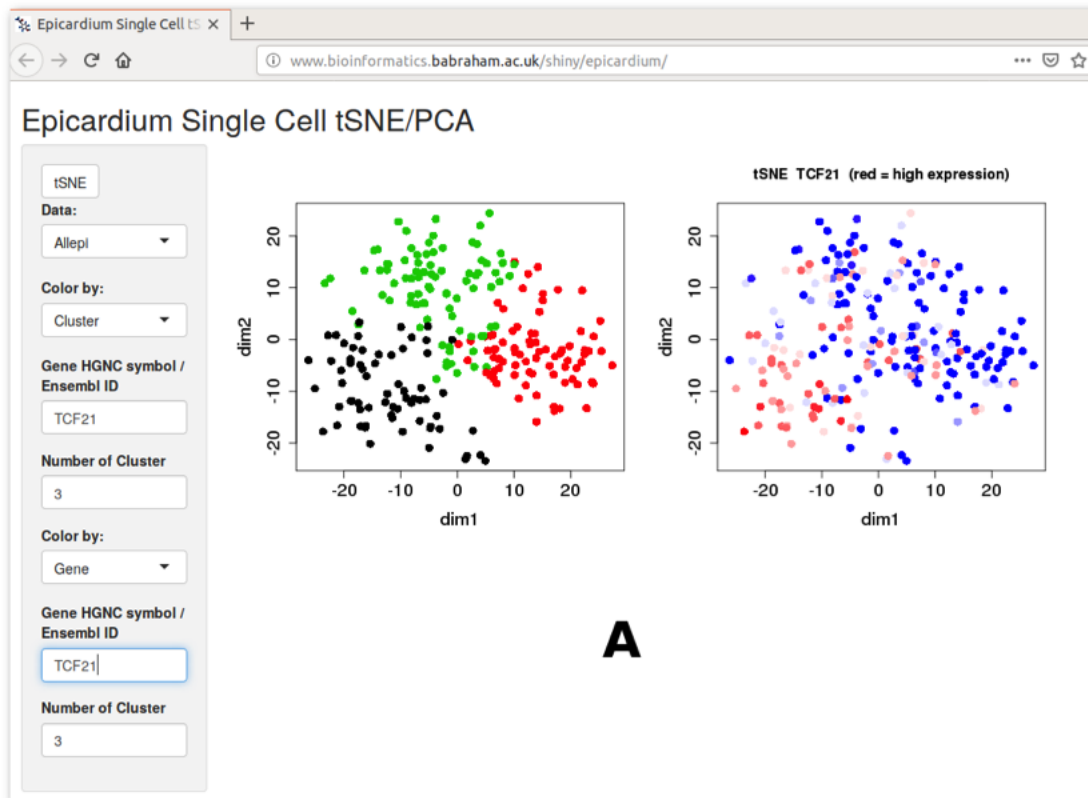 Epicardium Single Cell tS
www.bioinformatics.babraham.ac.uk/shiny/epicardium/
Epicardium Single Cell tSNE/PCA
tSNE
Data:
Allepi
Color by:
Cluster
Gene HGNC symbol /
Ensembl ID
TCF21
Number of Cluster
3
Color by:
Gene
Gene HGNC symbol /
Ensembl ID
TCF21
Number of Cluster
3
dim2
20
10
0
-10
-20
-20
-10
0
10
20
dim1
tSNE TCF21 (red = high expression)
dim2
20
10
0
-10
-20
-20
-10
0
10
20
dim1
A